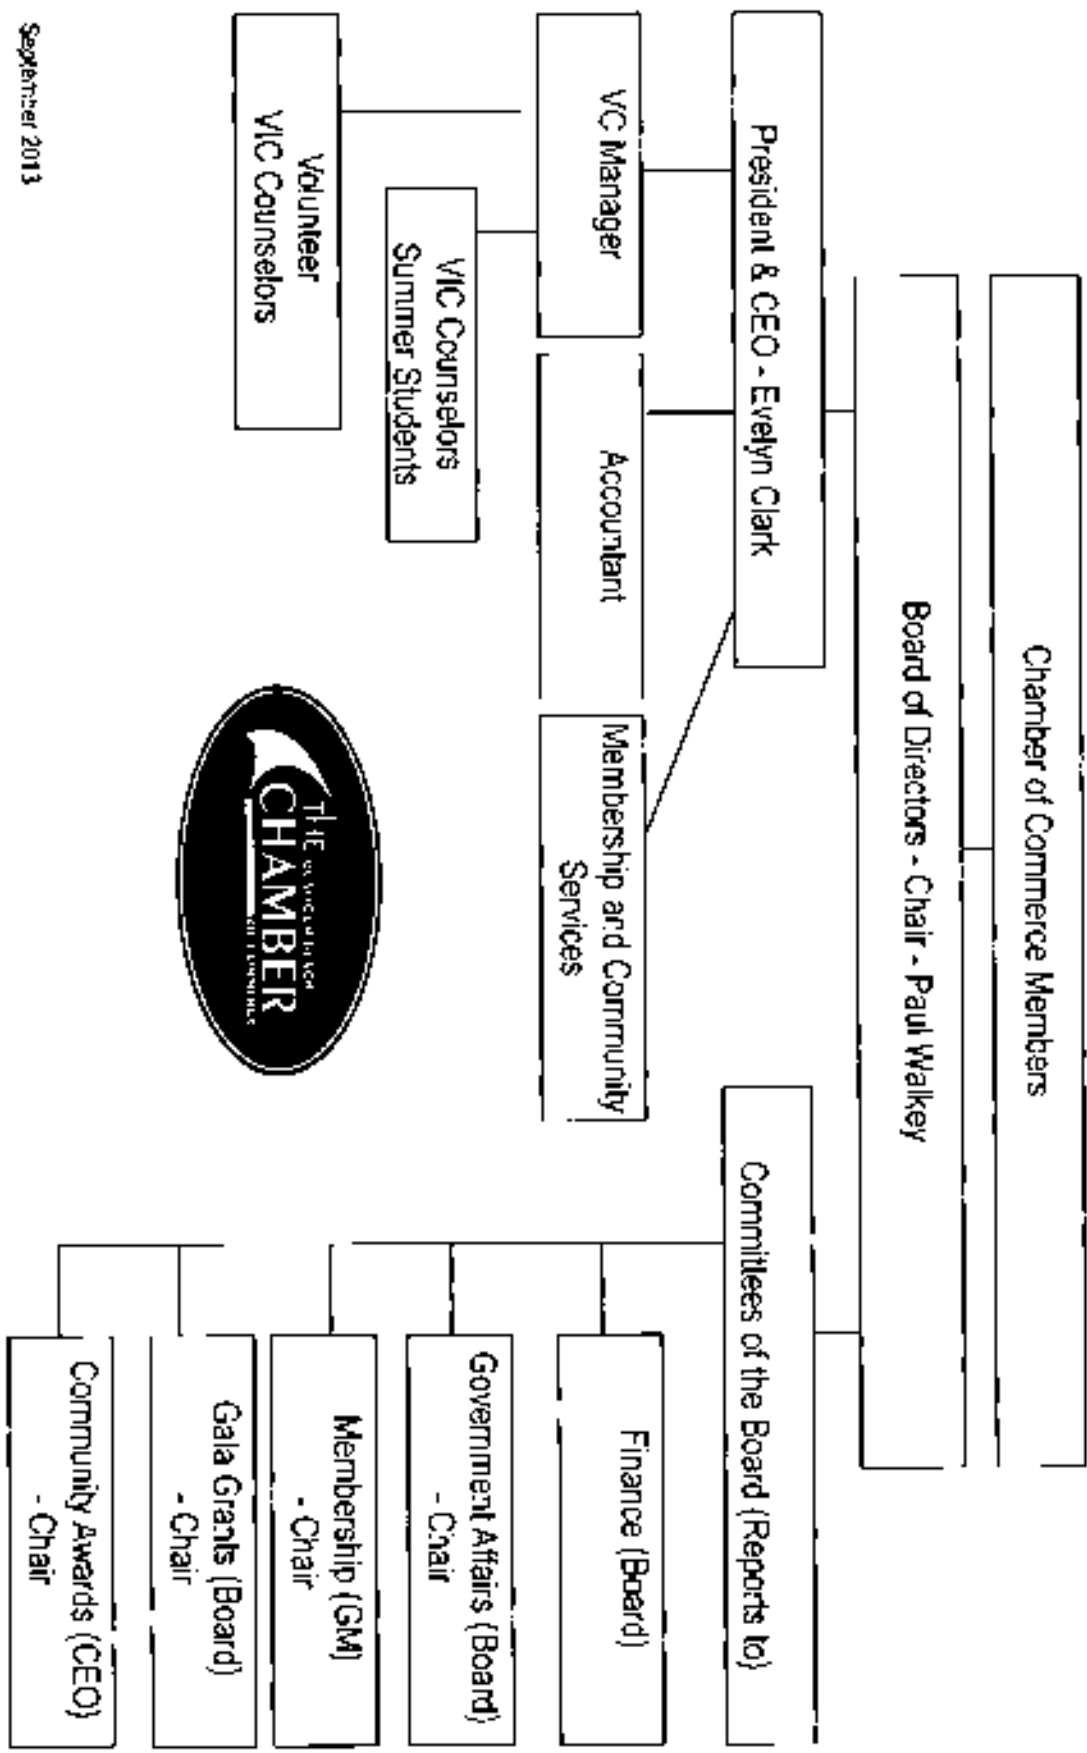 Chamber of Commerce Members
Board of Directors - Chair - Paul Walkey
President & CEO - Evelyn Clark
Committees of the Board (Reports to)
VC Manager
Accountant
Membership and Community
Services
Finance (Board)
VIC Counselors
Summer Students
Government Affairs (Board)
- Chair
Volunteer
VIC Counselors
Membership (GM)
- Chair
THE
CHAMBER
Gala Grants (Board)
- Chair
Community Awards (CEO)
- Chair
September 2013